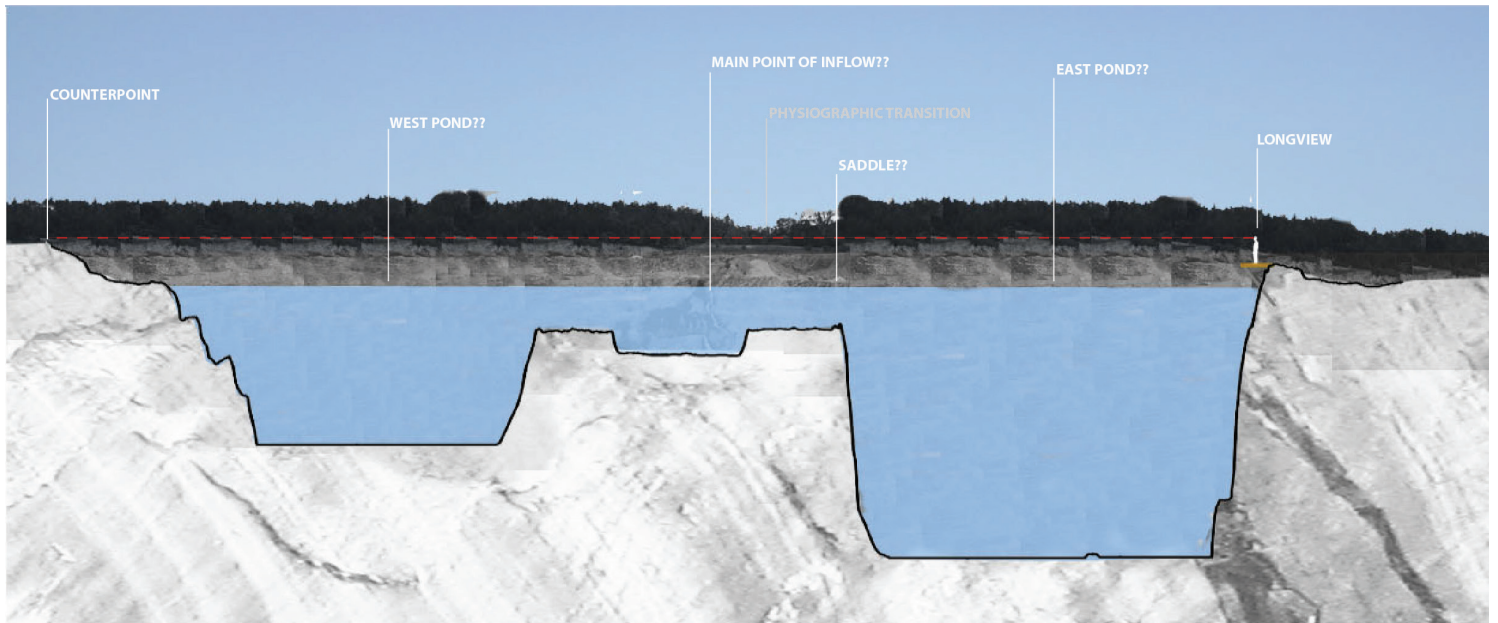 COUNTERPOINT
WEST POND??
MAIN POINT OF INFLOW??
PHYSIOGRAPHIC TRANSITION
SADDLE??
EAST POND??
LONGVIEW